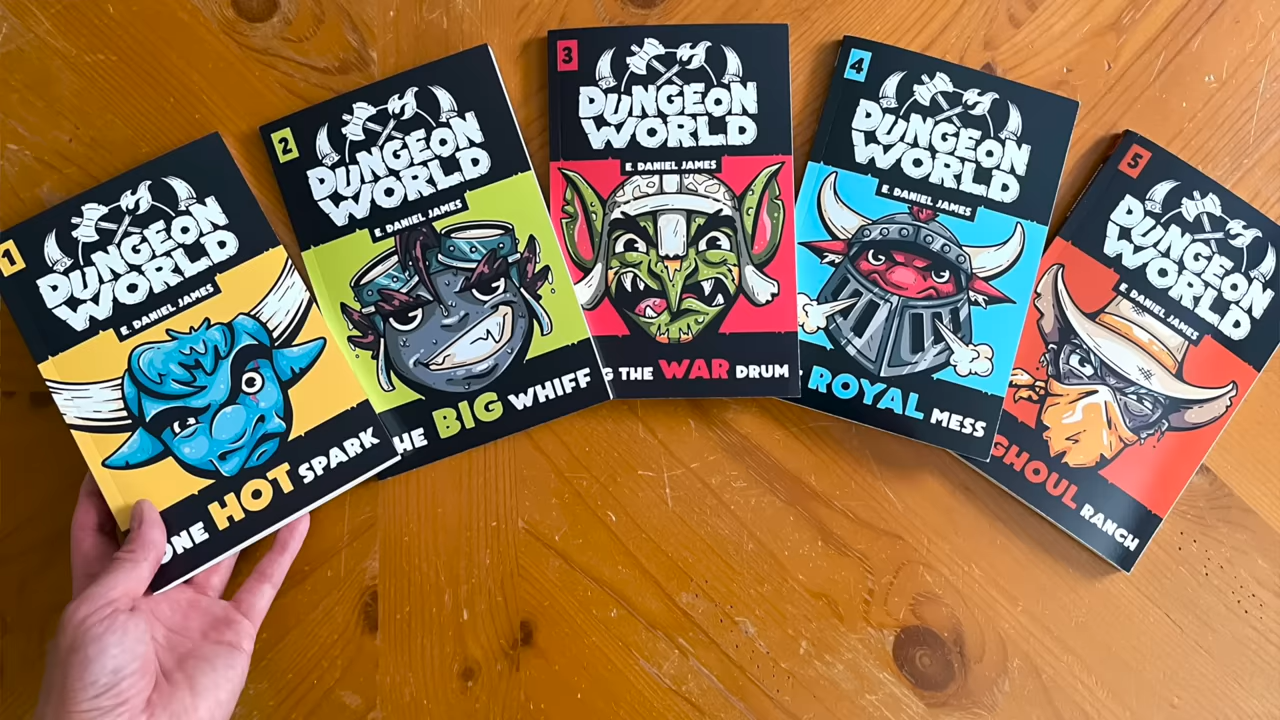 1
DUNGEON
WORLD
E. DANIEL JAMES
ONE HOT SPARK
2
DUNGEON
WORLD
E. DANIEL JAMES
HE BIG WHIFF
3
DUNGEON
WORLD
E. DANIEL JAMES
G THE WAR DRUM
4
DUNGEON
WORLD
E. DANIEL JAMES
ROYAL MESS
5
DUNGEON
WORLD
E. DANIEL JAMES
GHOUL RANCH